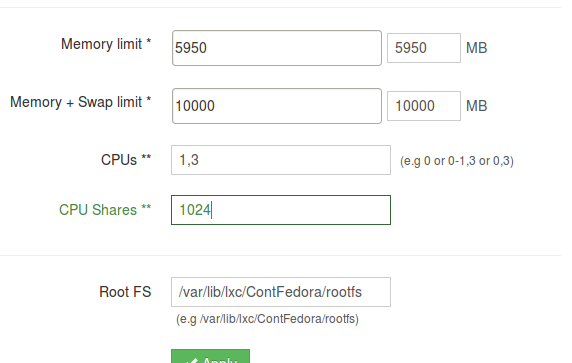 Memory limit * 5950 5950 MB
Memory + Swap limit * 10000 10000 MB
CPUs ** 1,3 (e.g 0 or 0-1,3 or 0,3)
CPU Shares ** 1024
Root FS /var/lib/lxc/ContFedora/rootfs
(e.g /var/lib/lxc/ContFedora/rootfs)
Apply